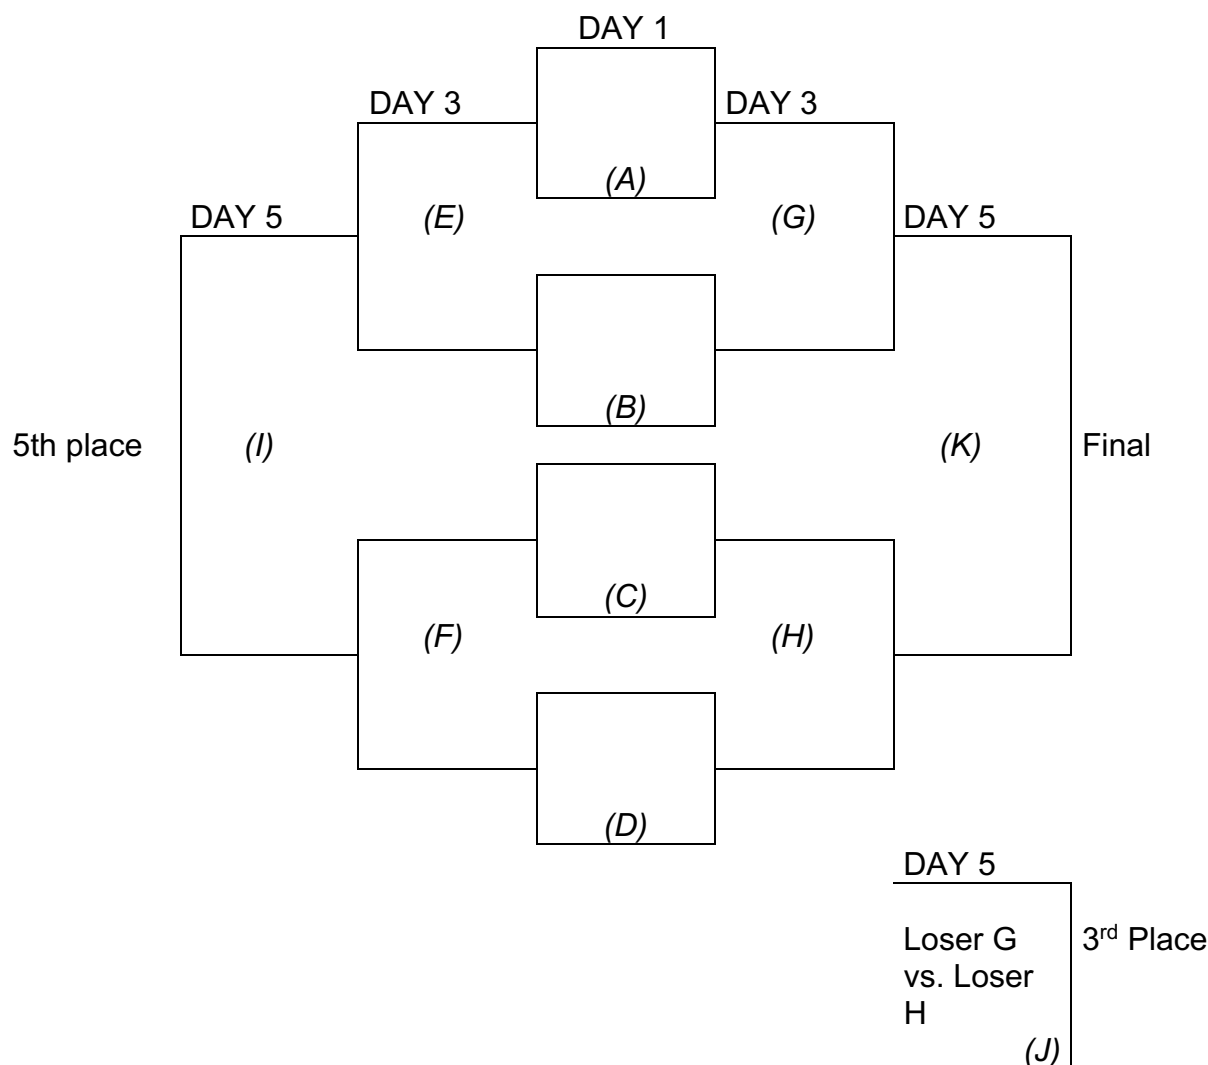 DAY 1
DAY 3
DAY 3
(A)
DAY 5
(E)
(G)
DAY 5
(B)
5th place
(I)
(K)
Final
(C)
(F)
(H)
(D)
DAY 5
Loser G
vs. Loser
H
3rd Place
(J)